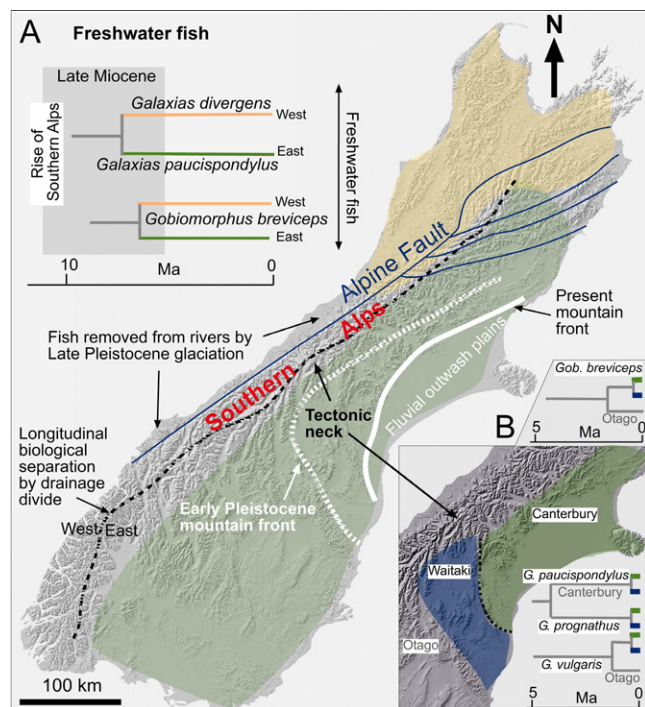 A
Freshwater fish
N
Late Miocene
Rise of
Southern Alps
Galaxias divergens
West
East
Galaxias paucispondylus
West
Gobiomorphus breviceps
East
Freshwater fish
10
Ma
0
Alpine Fault
Fish removed from rivers by
Late Pleistocene glaciation
Southern Alps
Present
mountain
front
Fluvial outwash plains
Tectonic
neck
Longitudinal
biological
separation
by drainage
divide
West
East
Early Pleistocene
mountain front
100 km
B
Gob. breviceps
Otago
5
Ma
0
Canterbury
Waitaki
Otago
G. paucispondylus
Canterbury
G. prognathus
G. vulgaris
Otago
5
Ma
0